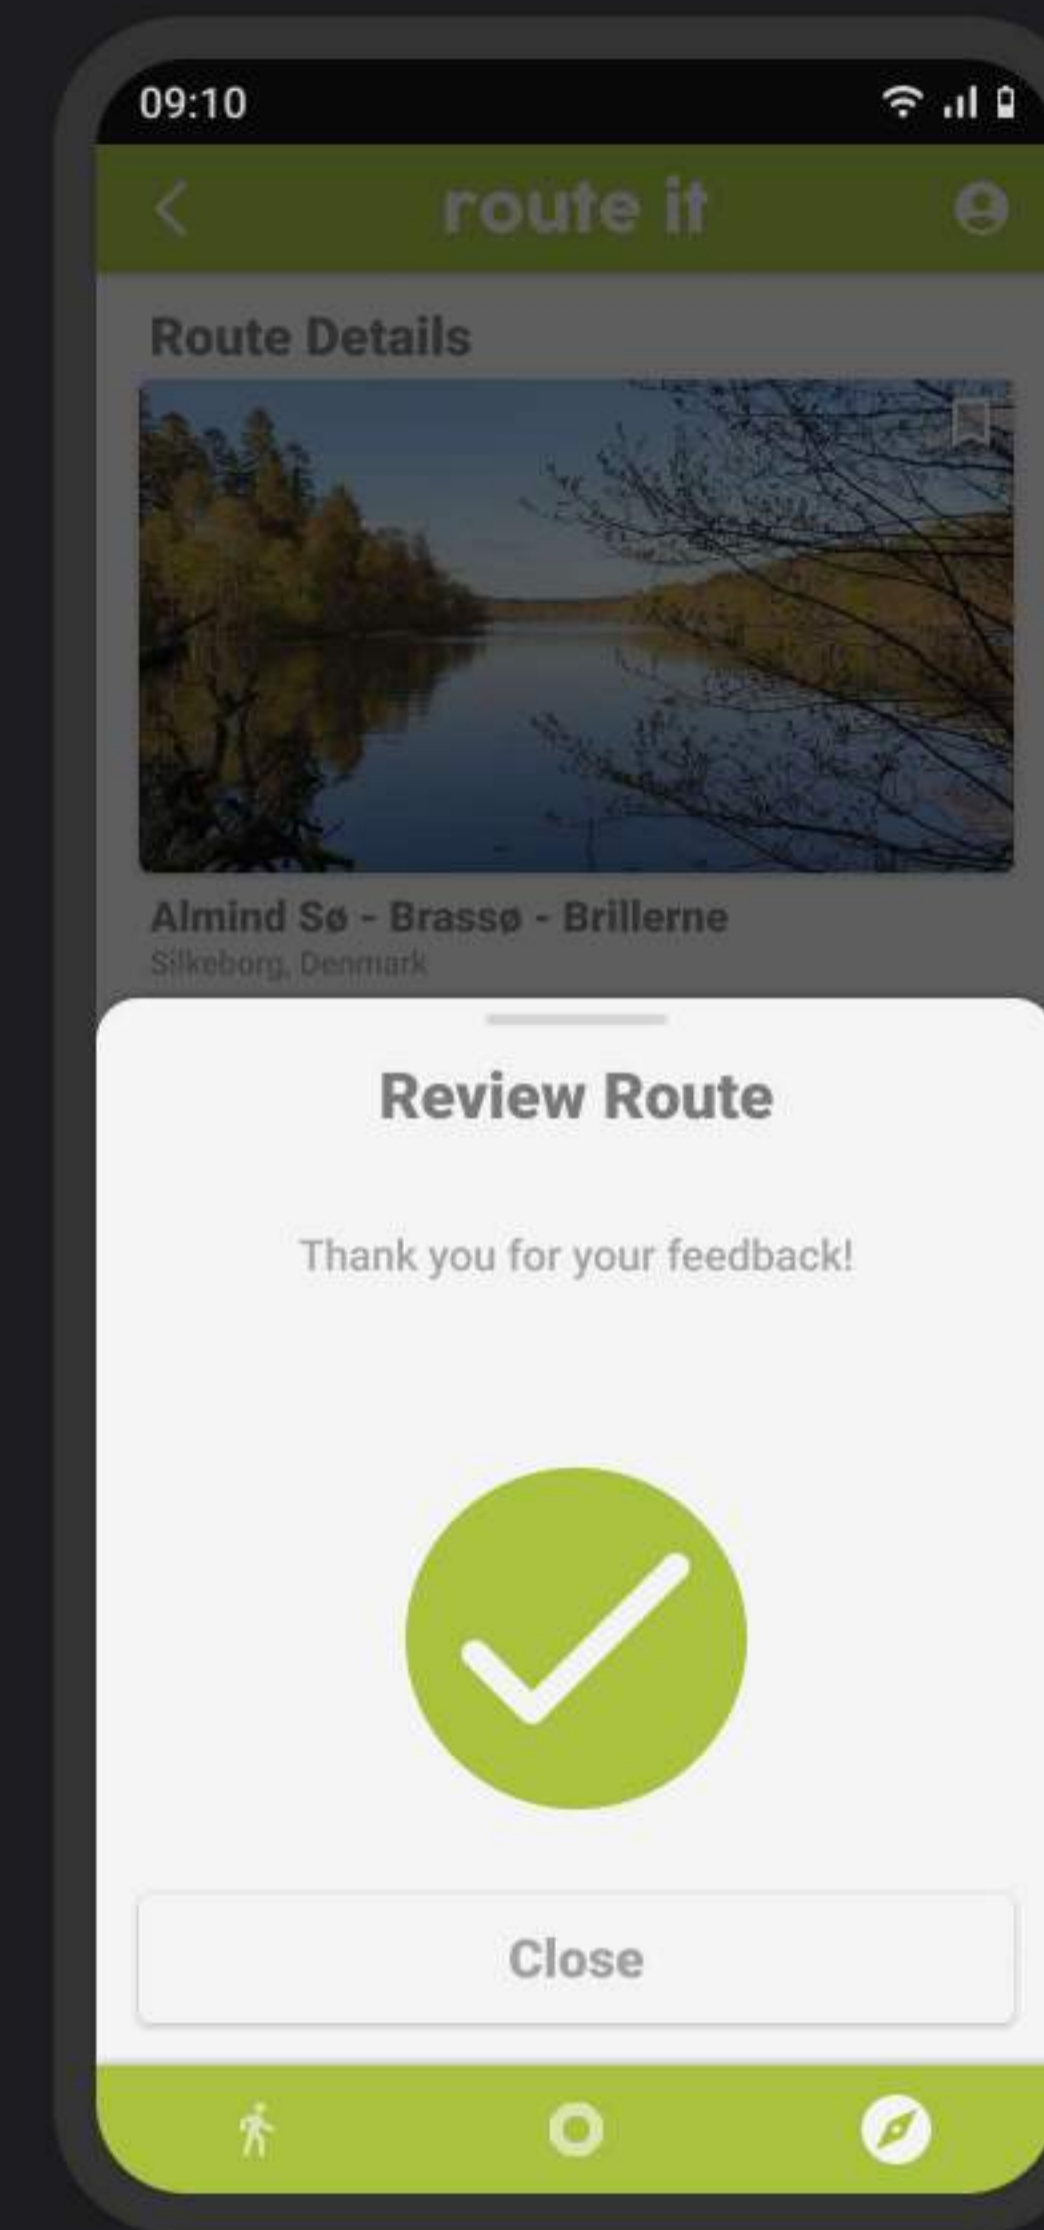 09:10
route it
Route Details
Almind Sø - Brassø - Brillerne
Silkeborg, Denmark
Review Route
Thank you for your feedback!
Close